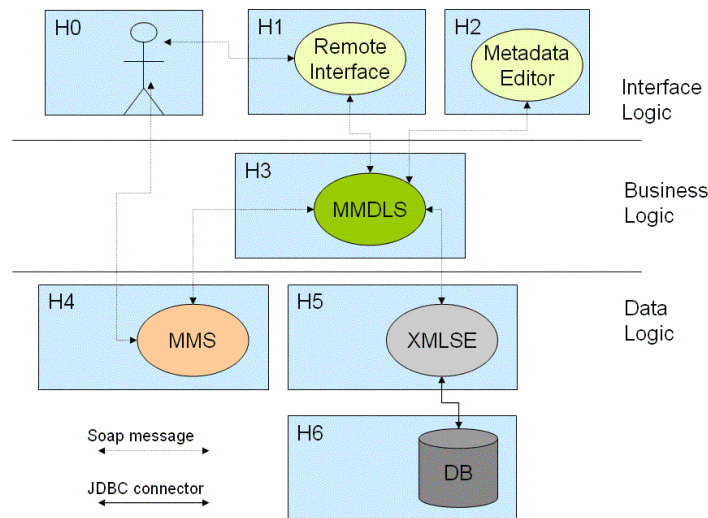 H0
H1
Remote
Interface
H2
Metadata
Editor
Interface
Logic
H3
MMDLS
Business
Logic
H4
MMS
H5
XMLSE
Data
Logic
Soap message
H6
DB
JDBC connector